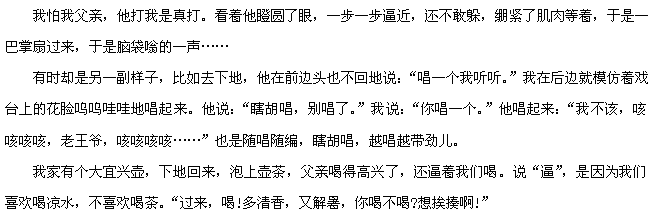 我怕我父亲，他打我是真打。看着他瞪圆了眼，一步一步逼近，还不敢躲，绷紧了肌肉等着，于是一
巴掌扇过来，于是脑袋嗡的一声……
有时却是另一副样子，比如去下地，他在前边头也不回地说：“唱一个我听听。”我在后边就模仿着戏
台上的花脸呜呜哇哇地唱起来。他说：“瞎胡唱，别唱了。”我说：“你唱一个。”他唱起来：“我不该，咳
咳咳咳，老王爷，咳咳咳咳……”也是随唱随编，瞎胡唱，越唱越带劲儿。
我家有个大宜兴壶，下地回来，泡上壶茶，父亲喝得高兴了，还逼着我们喝。说“逼”，是因为我们
喜欢喝凉水，不喜欢喝茶。“过来，喝!多清香，又解暑，你喝不喝?想挨揍啊!”